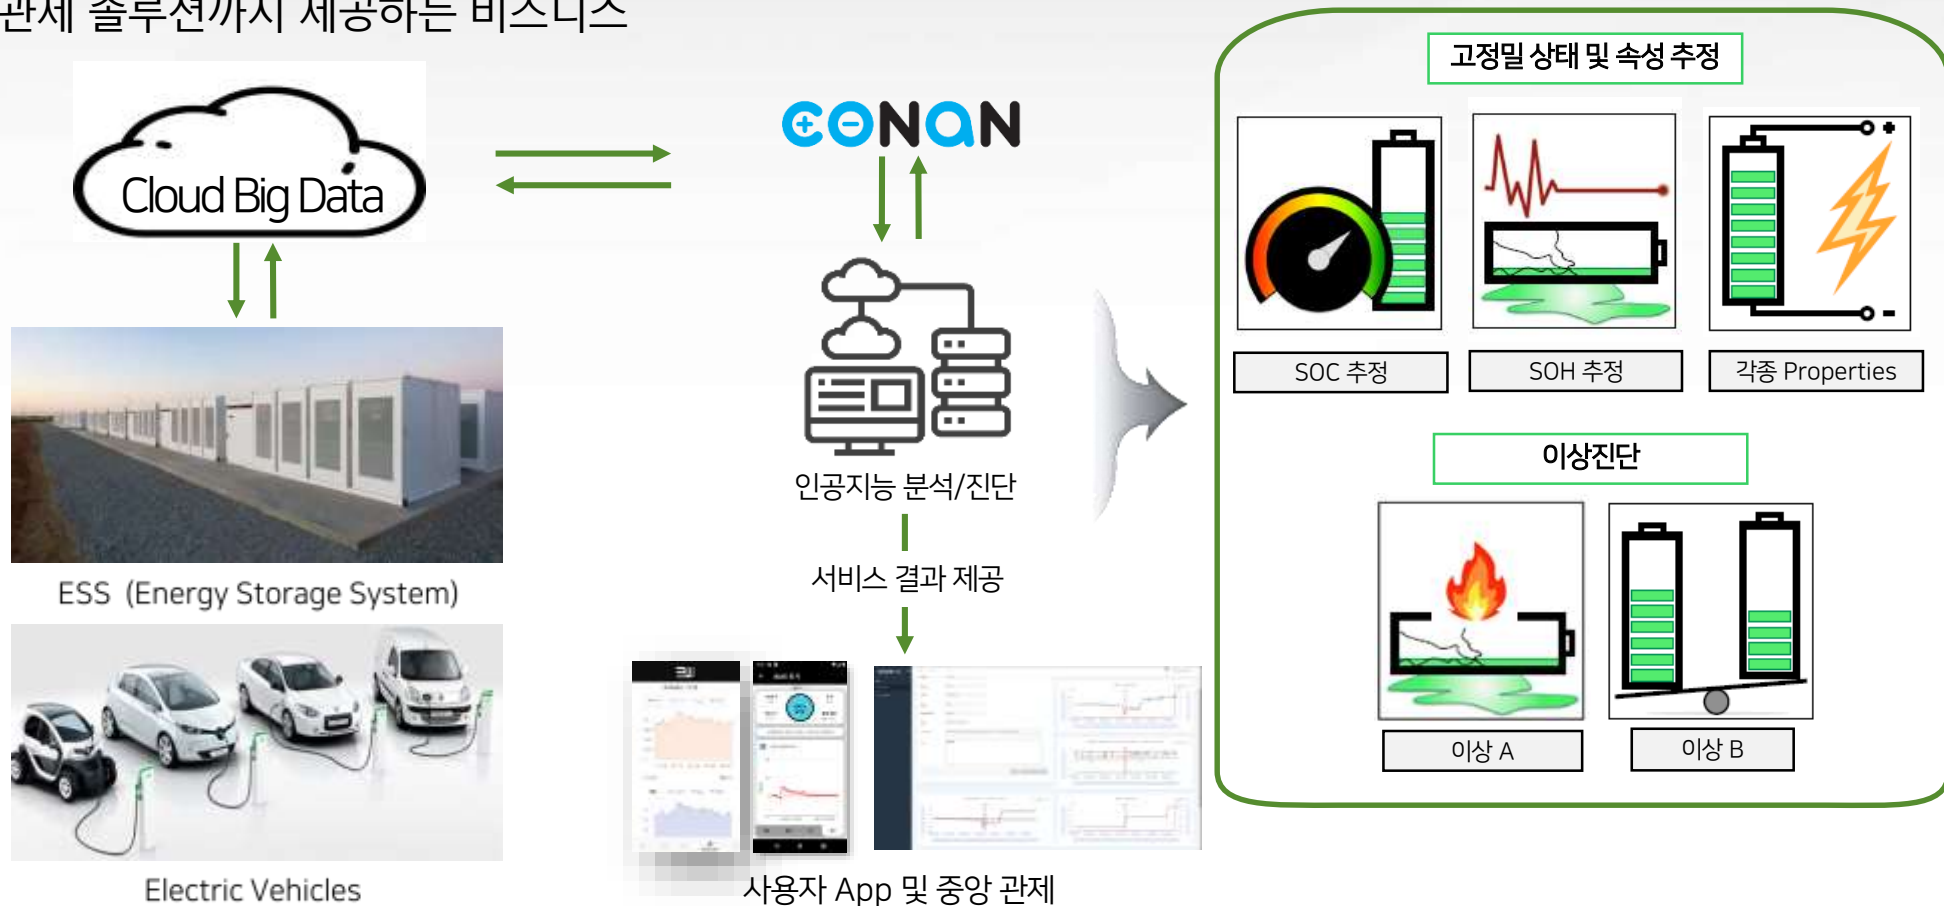 관제 솔루션까지 제공하는 비즈니스
Cloud Big Data
CONAN
인공지능 분석/진단
서비스 결과 제공
사용자 App 및 중앙 관제
ESS (Energy Storage System)
Electric Vehicles
고정밀 상태 및 속성 추정
SOC 추정
SOH 추정
각종 Properties
이상진단
이상 A
이상 B